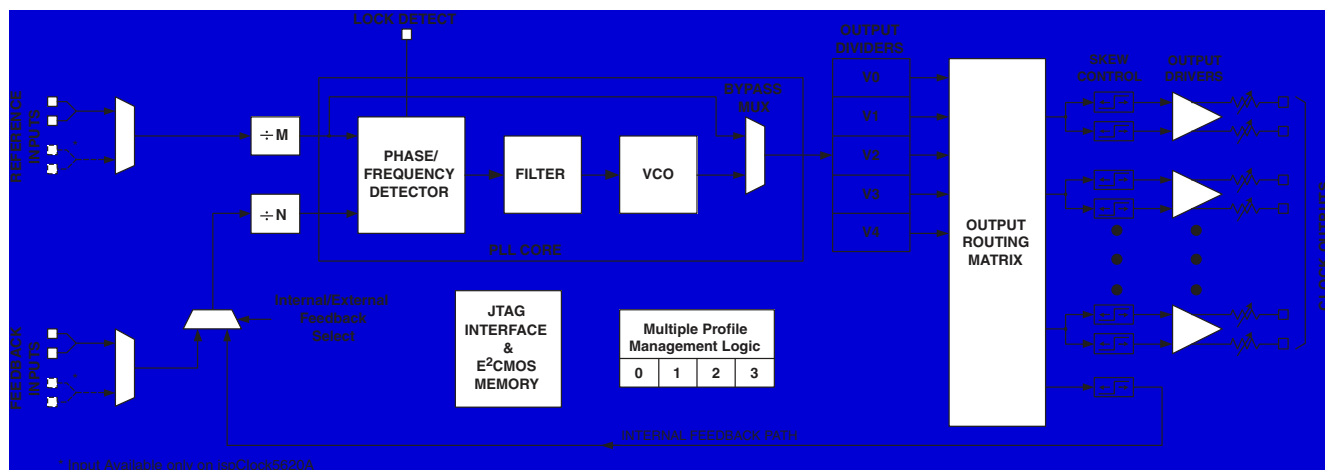 LOCK DETECT
OUTPUT
DIVIDERS
SKEW
CONTROL
OUTPUT
DRIVERS
BYPASS
MUX
V0
V1
V2
V3
V4
REFERENCE
INPUTS
*
÷ M
÷ N
PHASE/
FREQUENCY
DETECTOR
FILTER
VCO
PLL CORE
OUTPUT
ROUTING
MATRIX
CLOCK OUTPUTS
Internal/External
Feedback
Select
FEEDBACK
INPUTS
JTAG
INTERFACE
&
E²CMOS
MEMORY
Multiple Profile
Management Logic
0 1 2 3
INTERNAL FEEDBACK PATH
* Input Available only on ispClock5620A